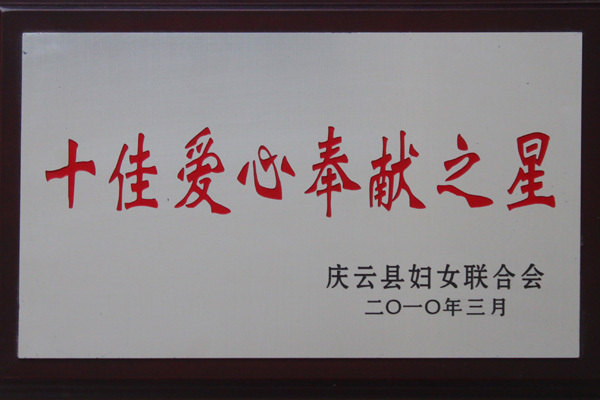 十佳爱心奉献之星
庆云县妇女联合会
二〇一〇年三月